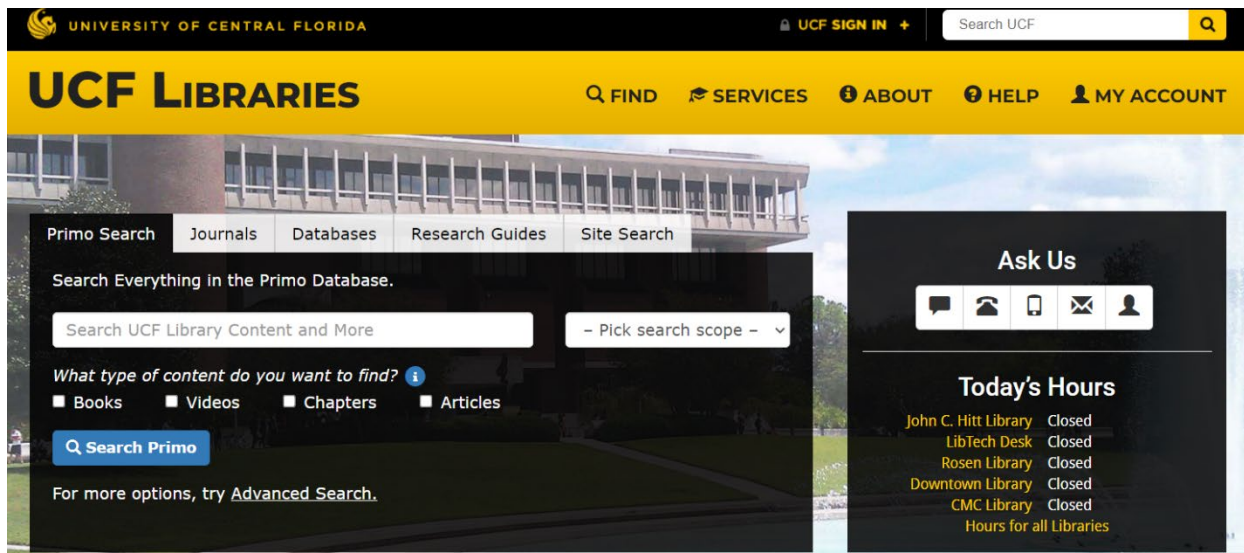 UNIVERSITY OF CENTRAL FLORIDA
UCF SIGN IN +
Search UCF
UCF LIBRARIES
FIND
SERVICES
ABOUT
HELP
MY ACCOUNT
Primo Search
Journals
Databases
Research Guides
Site Search
Search Everything in the Primo Database.
Search UCF Library Content and More
– Pick search scope –
What type of content do you want to find?
Books
Videos
Chapters
Articles
Search Primo
For more options, try Advanced Search.
Ask Us
Today's Hours
John C. Hitt Library Closed
LibTech Desk Closed
Rosen Library Closed
Downtown Library Closed
CMC Library Closed
Hours for all Libraries